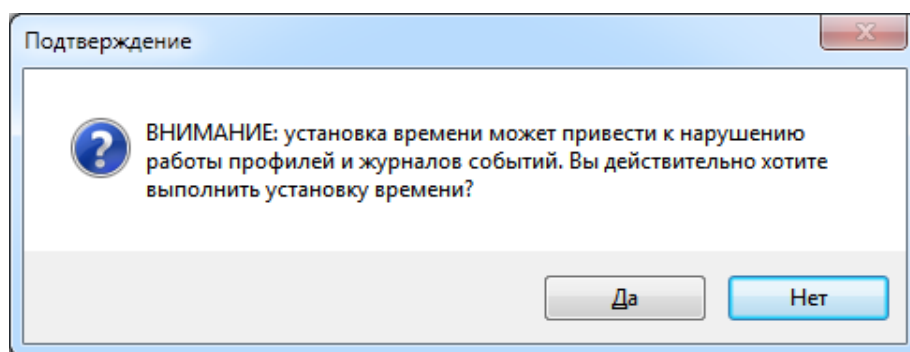 Подтверждение
ВНИМАНИЕ: установка времени может привести к нарушению
работы профилей и журналов событий. Вы действительно хотите
выполнить установку времени?
Да
Нет